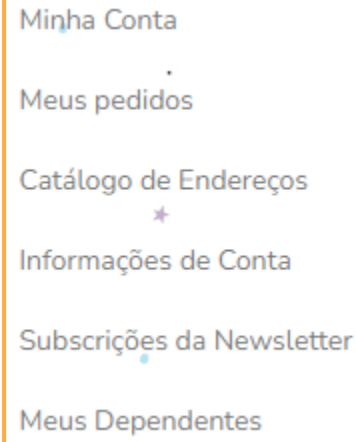 Minha Conta
Meus pedidos
Catálogo de Endereços
Informações de Conta
Subscrições da Newsletter
Meus Dependentes